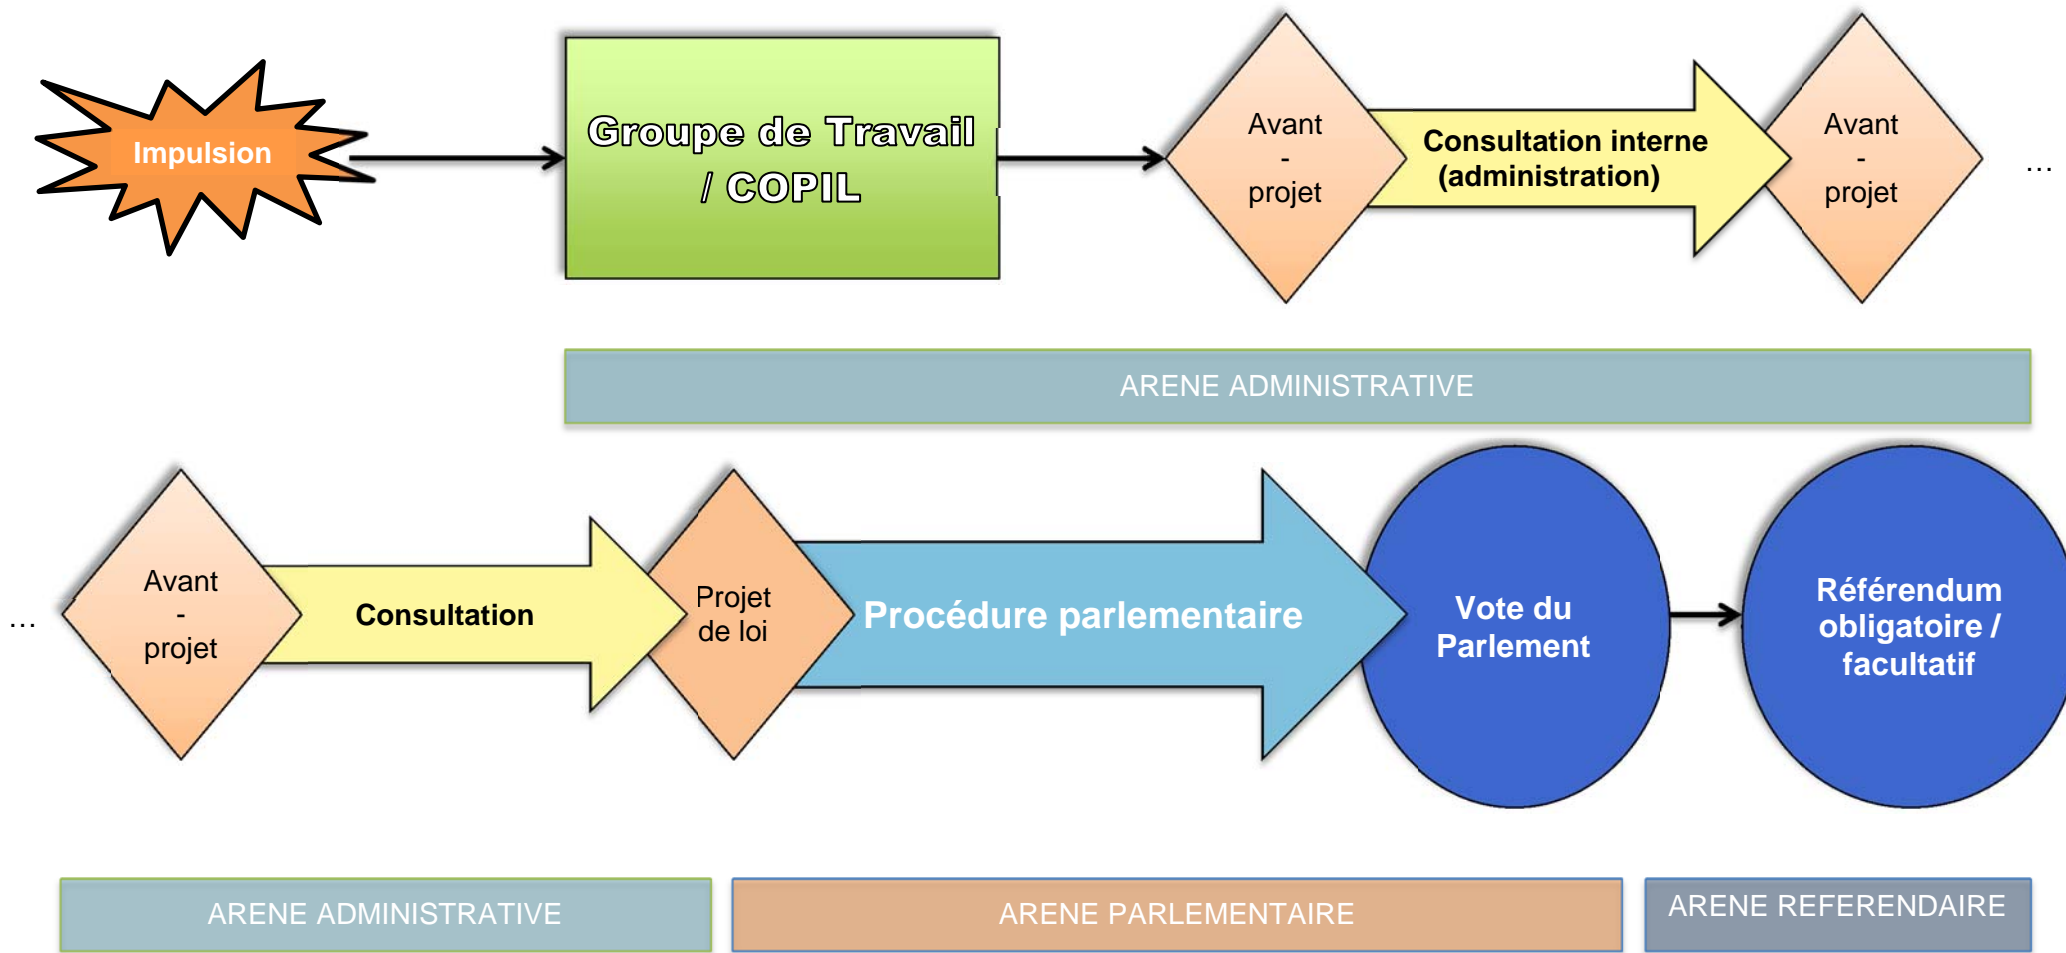 Impulsion
Groupe de Travail
/ COPIL
Avant
-
projet
Consultation interne
(administration)
Avant
-
projet
...
ARENE ADMINISTRATIVE
...
Avant
-
projet
Consultation
Projet
de loi
Procédure parlementaire
Vote du
Parlement
Référendum
obligatoire /
facultatif
ARENE ADMINISTRATIVE
ARENE PARLEMENTAIRE
ARENE REFERENDAIRE